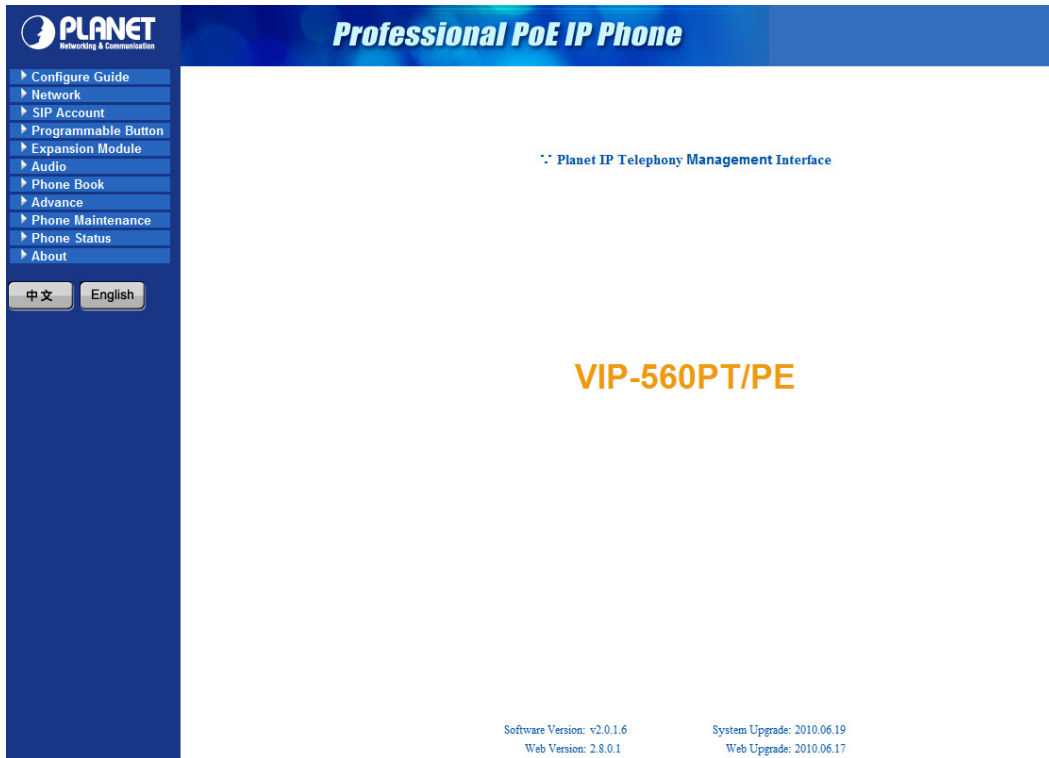 PLANET
Networking & Communication
Professional PoE IP Phone
Configure Guide
Network
SIP Account
Programmable Button
Expansion Module
Audio
Phone Book
Advance
Phone Maintenance
Phone Status
About
中文 English
∵ Planet IP Telephony Management Interface
VIP-560PT/PE
Software Version: v2.0.1.6 System Upgrade: 2010.06.19
Web Version: 2.8.0.1 Web Upgrade: 2010.06.17